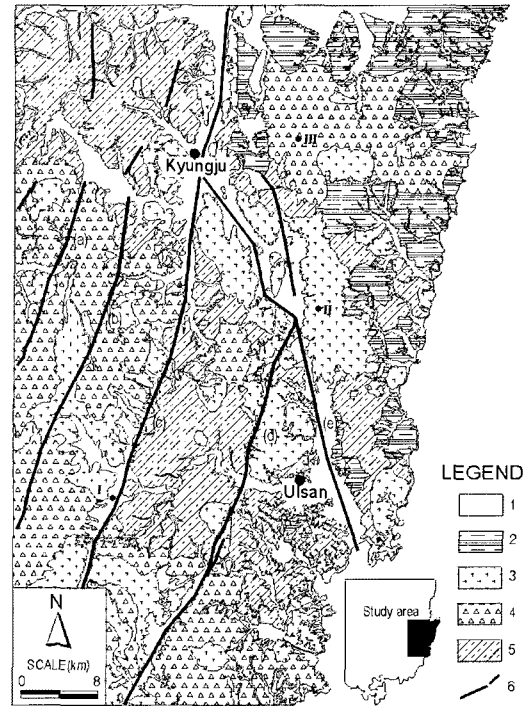 III
Kyungju
(a)
II
(c)
(d)
(e)
I
Ulsan
LEGEND
1
2
3
4
5
6
Study area
N
SCALE(km)
0 8